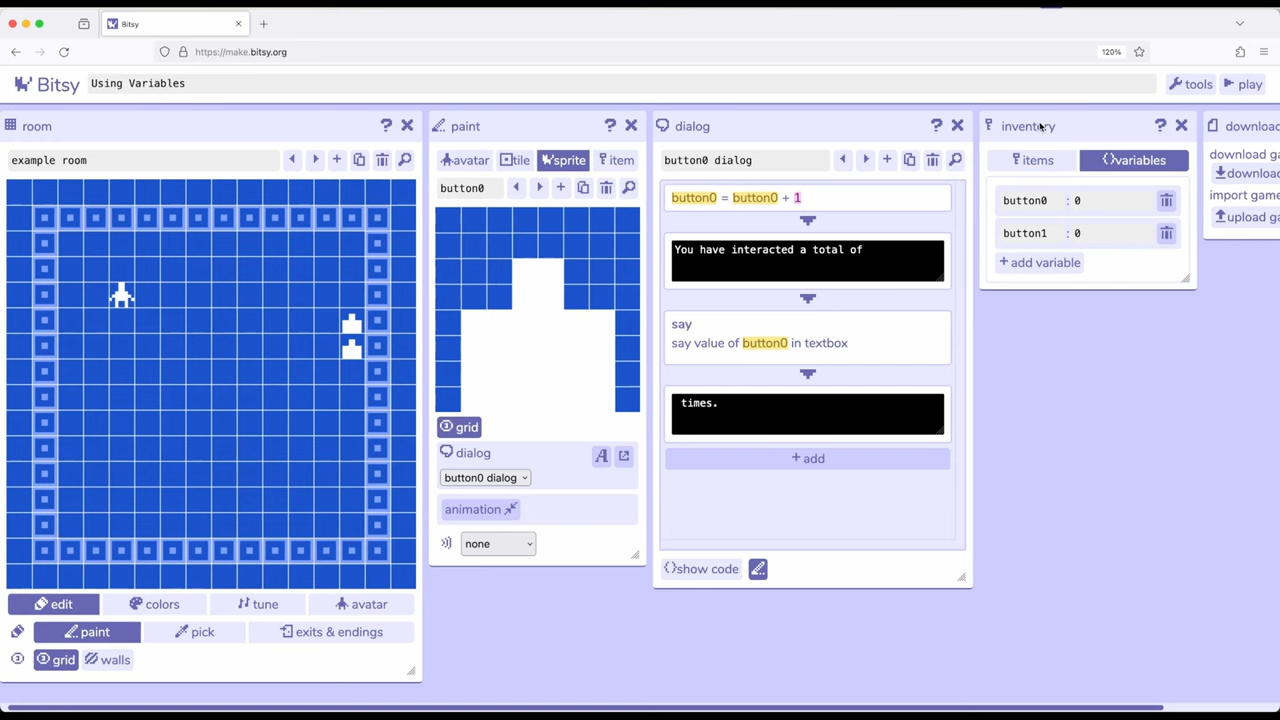 Bitsy
https://make.bitsy.org
120%
Bitsy
Using Variables
tools
play
room
example room
edit
colors
tune
avatar
paint
pick
exits & endings
grid
walls
paint
avatar
tile
sprite
item
button0
grid
dialog
button0 dialog
animation
none
dialog
button0 dialog
button0 = button0 + 1
You have interacted a total of
say
say value of button0 in textbox
times.
+ add
{}show code
inventory
items
{}variables
button0 : 0
button1 : 0
+ add variable
download
download ga
download
import game
upload ga